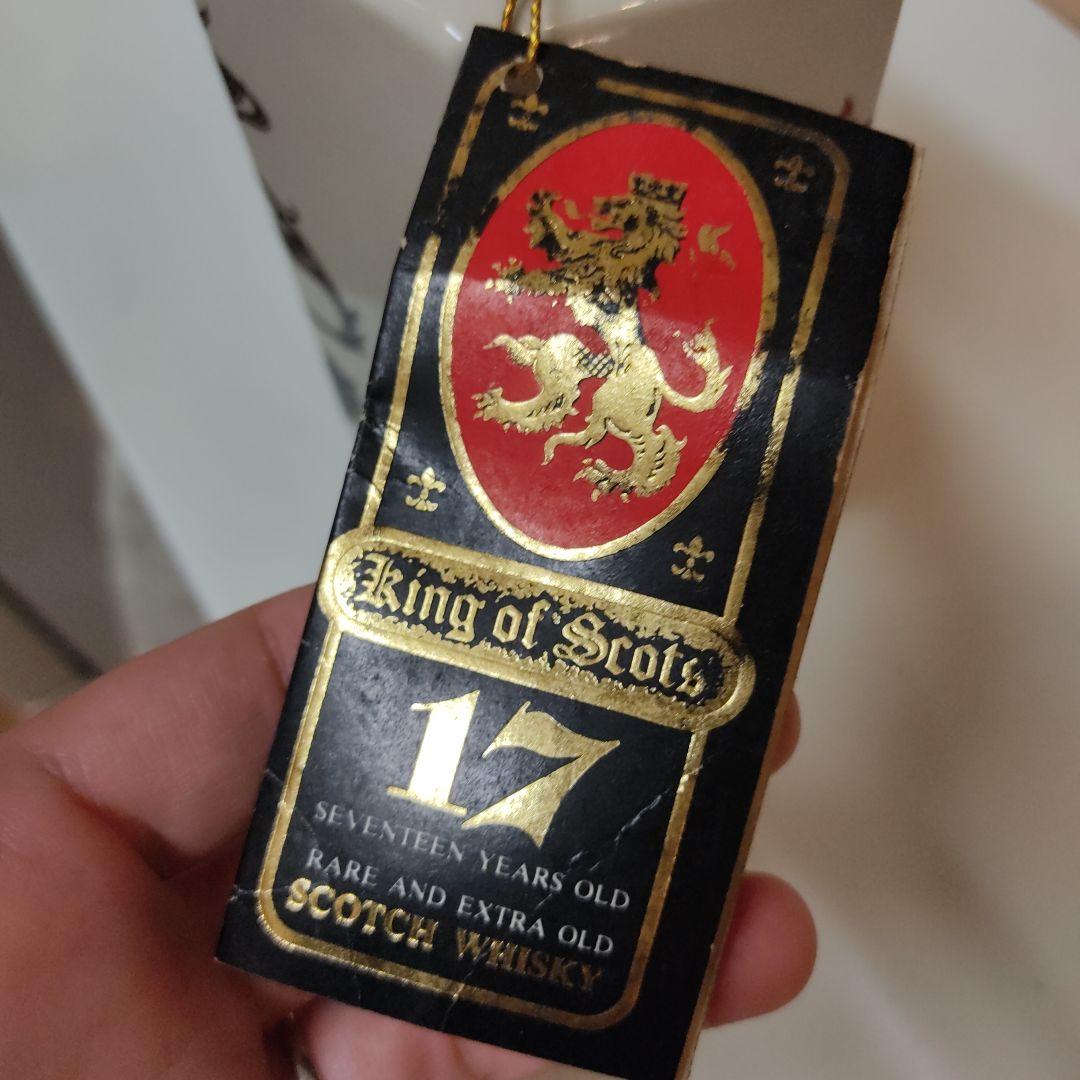 King of Scots
17
SEVENTEEN YEARS OLD
RARE AND EXTRA OLD
SCOTCH WHISKY